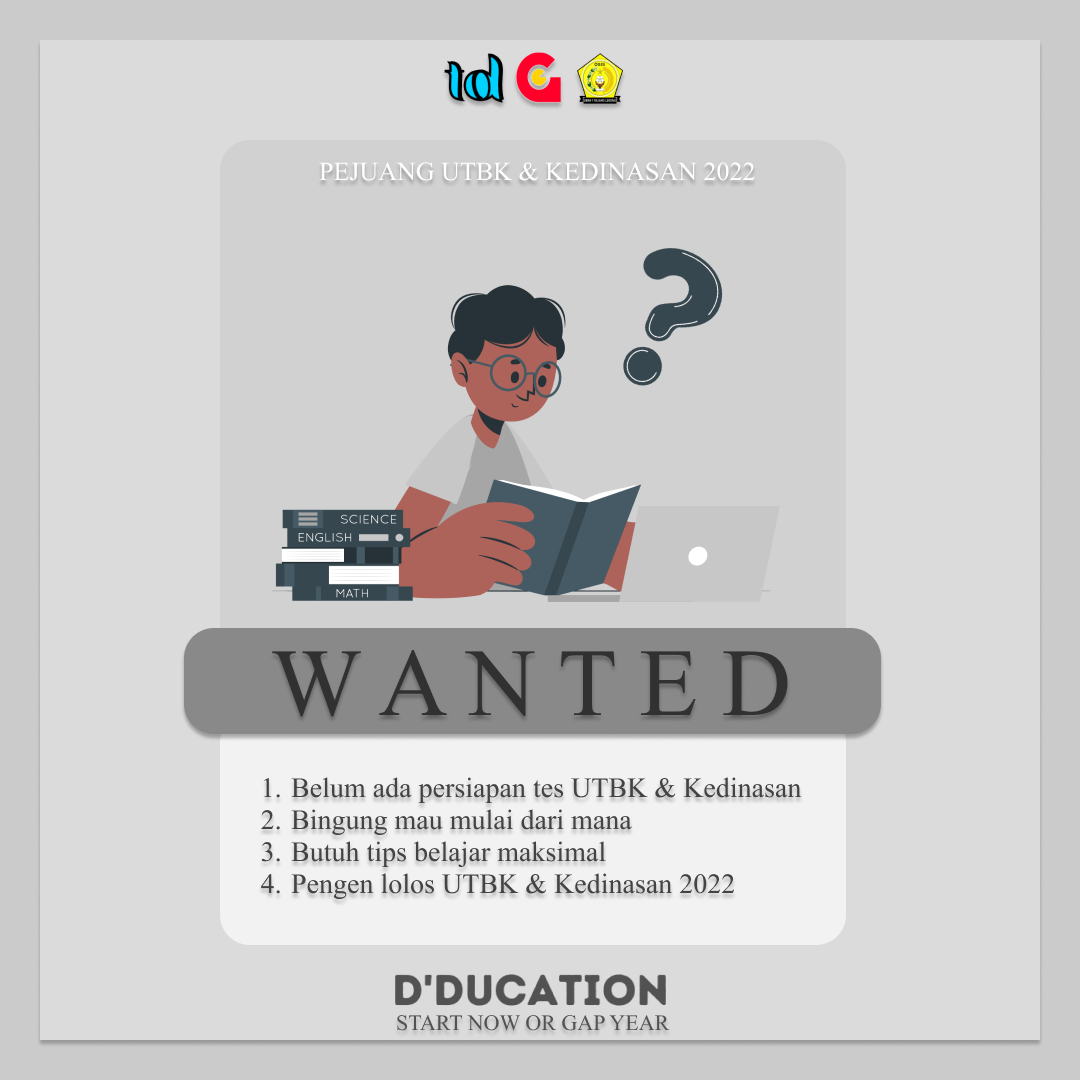 td G
OSIS
PEJUANG UTBK & KEDINASAN 2022
SCIENCE
ENGLISH
MATH
WANTED
1. Belum ada persiapan tes UTBK & Kedinasan
2. Bingung mau mulai dari mana
3. Butuh tips belajar maksimal
4. Pengen lolos UTBK & Kedinasan 2022
D'DUCATION
START NOW OR GAP YEAR